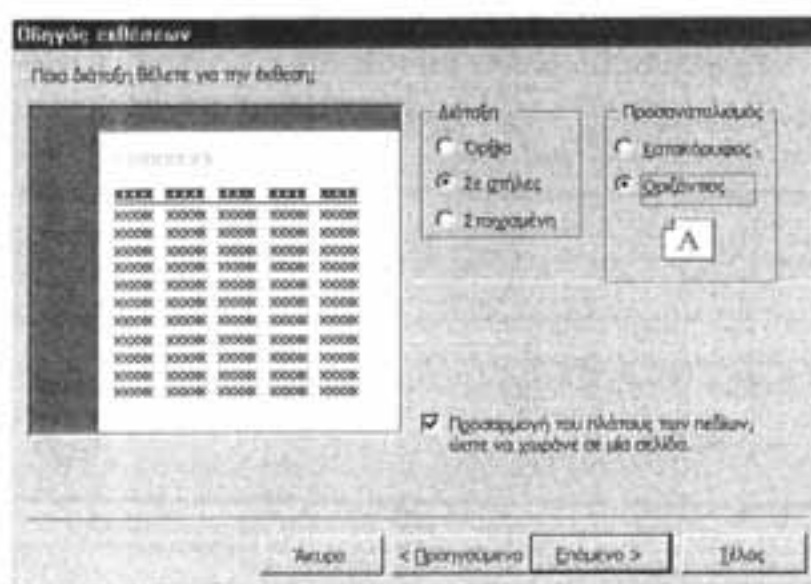 Οδηγός εκθέσεων
Ποια διάταξη θέλετε για την έκθεση;
Διάταξη
Όρθια
Σε στήλες
Στοιχισμένη
Προσανατολισμός
Κατακόρυφος
Οριζόντιος
A
Προσαρμογή του πλάτους των πεδίων,
ώστε να χωράνε σε μία σελίδα.
Άκυρο
< Προηγούμενο
Επόμενο >
Τέλος